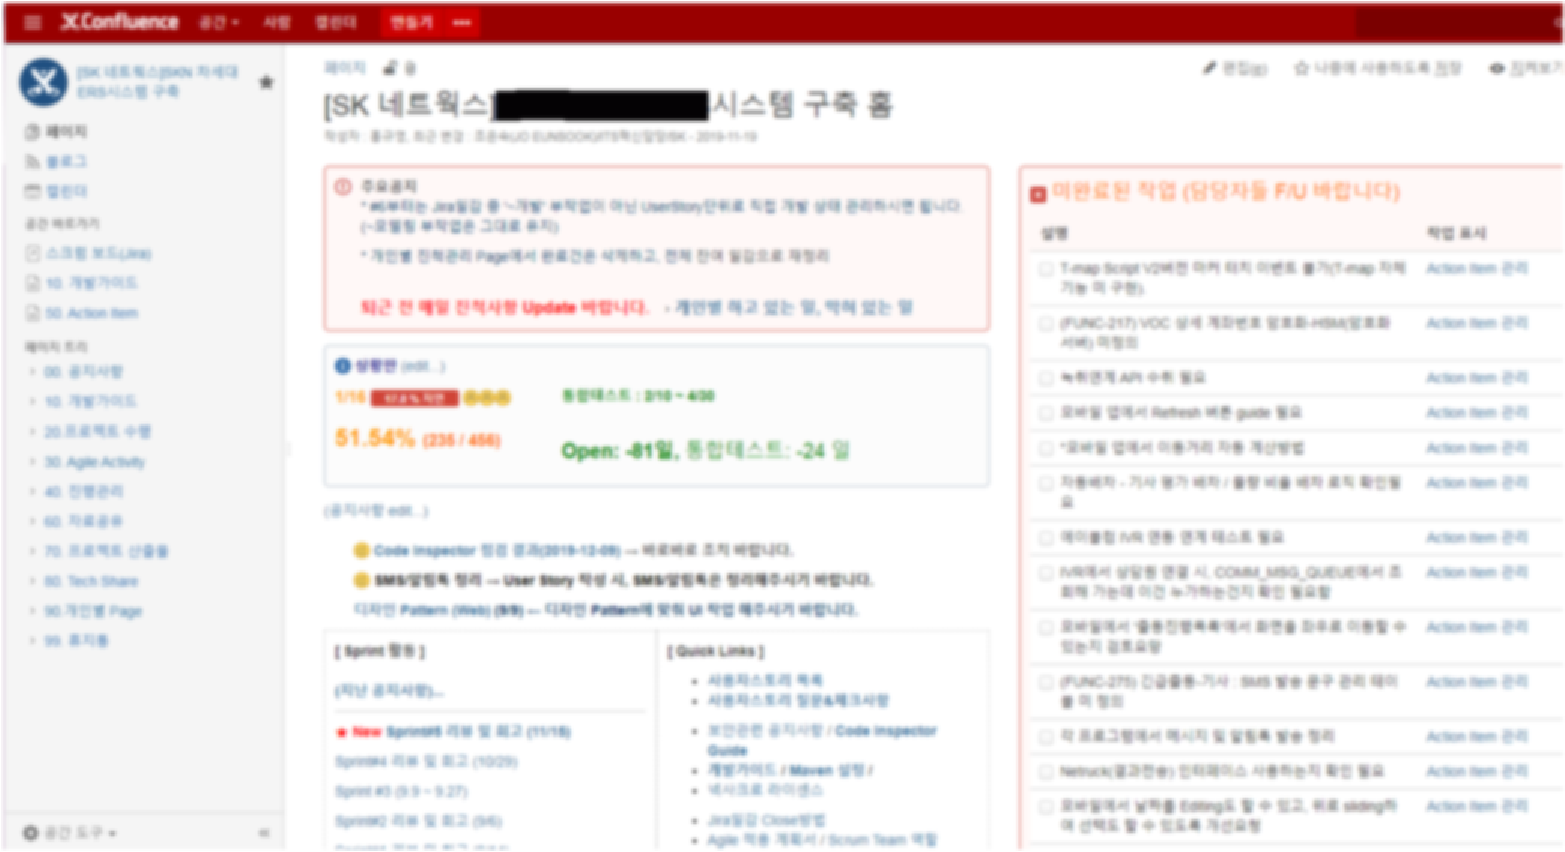 Confluence
공간
사람
캘린더
만들기
[SK 네트웍스]SKN 차세대
ERS시스템 구축
페이지
블로그
캘린더
공간 바로가기
스크럼 보드(Jira)
10. 개발가이드
50. Action Item
페이지 트리
00. 공지사항
10. 개발가이드
20.프로젝트 수행
30. Agile Activity
40. 진행관리
60. 자료공유
70. 프로젝트 산출물
80. Tech Share
90.개인별 Page
99. 휴지통
공간 도구
페이지
편집(e)
나중에 사용하도록 저장
지켜보기
[SK 네트웍스] 시스템 구축 홈
주요공지
부작업이 아닌 UserStory단위로 직접 개발 상태 관리하시면 됩니다.
(~모델링 부작업은 그대로 유지)
* 개인별 진척관리 Page에서 완료건은 삭제하고, 전체 잔여 일감으로 재정리
퇴근 전 매일 진척사항 Update 바랍니다. - 개인별 하고 있는 일, 막혀 있는 일
상황판 (edit...)
1/16
통합테스트 : 2/10 ~ 4/30
51.54% (235 / 456)
Open: -81일, 통합테스트: -24 일
(공지사항 edit...)
Code Inspector 점검 결과(2019-12-09) → 바로바로 조치 바랍니다.
SMS/알림톡 정리 → User Story 작성 시, SMS/알림톡은 정리해주시기 바랍니다.
디자인 Pattern (Web) (9/9) ← 디자인 Pattern에 맞춰 UI 작업 해주시기 바랍니다.
[ Sprint 활동 ]
(지난 공지사항)...
New Sprint#5 리뷰 및 회고 (11/18)
Sprint#4 리뷰 및 회고 (10/29)
Sprint #3 (9.9 ~ 9.27)
Sprint#2 리뷰 및 회고 (9/6)
[ Quick Links ]
사용자스토리 목록
사용자스토리 질문&체크사항
보안관련 공지사항 / Code Inspector
Guide
개발가이드 / Maven 설정 /
넥사크로 라이센스
Jira일감 Close방법
Agile 적용 계획서 / Scrum Team 역할
미완료된 작업 (담당자들 F/U 바랍니다)
설명
작업 표시
T-map Script V2버전 마커 터치 이벤트 불가(T-map 자체
기능 미 구현).
Action Item 관리
(FUNC-217) VOC 상세 계좌번호 암호화-HSM(암호화
서버) 미정의
Action Item 관리
녹취연계 API 수취 필요
Action Item 관리
모바일 앱에서 Refresh 버튼 guide 필요
Action Item 관리
*모바일 앱에서 이동거리 자동 계산방법
Action Item 관리
자동배차 - 기사 평가 배차 / 물량 비율 배차 로직 확인필
요
Action Item 관리
에이블컴 IVR 연동 연계 테스트 필요
Action Item 관리
IVR에서 상담원 연결 시, COMM_MSG_QUEUE에서 조
회해 가는데 이건 누가하는건지 확인 필요함
Action Item 관리
모바일에서 '출동진행목록'에서 화면을 좌우로 이동할 수
있는지 검토요망
Action Item 관리
(FUNC-275) 긴급출동-기사 : SMS 발송 문구 관리 테이
블 미 정의
Action Item 관리
각 프로그램에서 메시지 및 알림톡 발송 정리
Action Item 관리
Netruck(결과전송) 인터페이스 사용하는지 확인 필요
Action Item 관리
모바일에서 날짜를 Editing도 할 수 있고, 위로 sliding하
여 선택도 할 수 있도록 개선요청
Action Item 관리